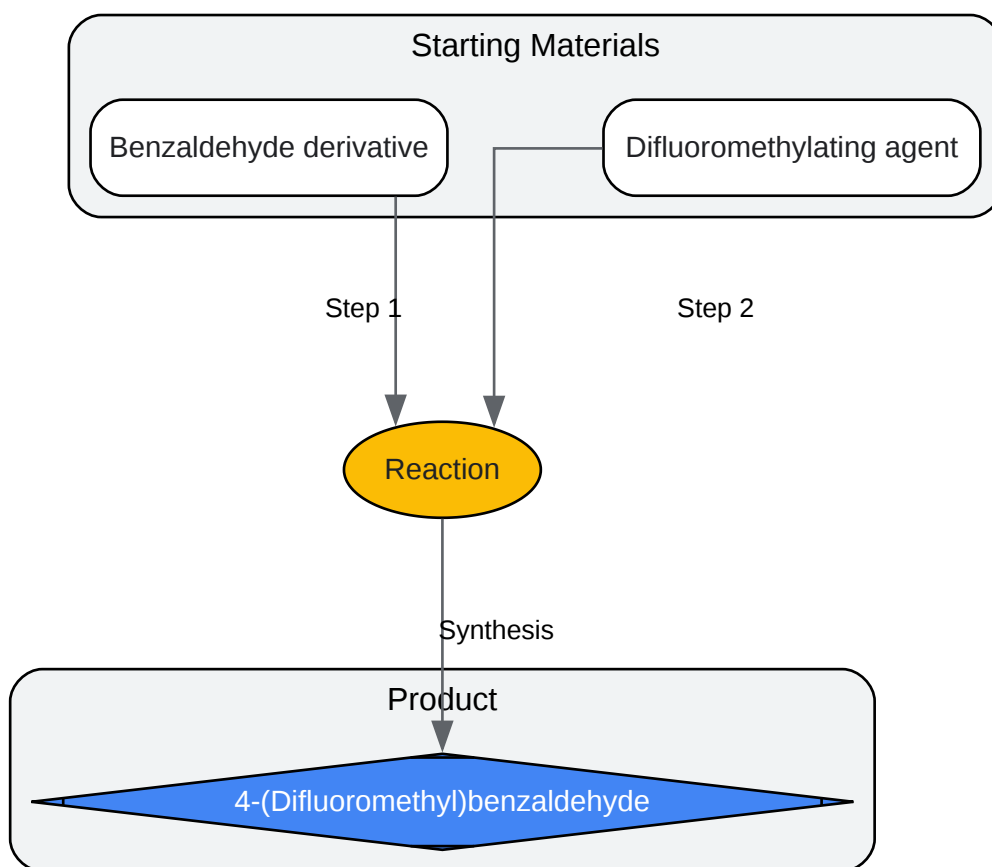 Starting Materials
Benzaldehyde derivative
Difluoromethylating agent
Step 1
Step 2
Reaction
Synthesis
Product
4-(Difluoromethyl)benzaldehyde